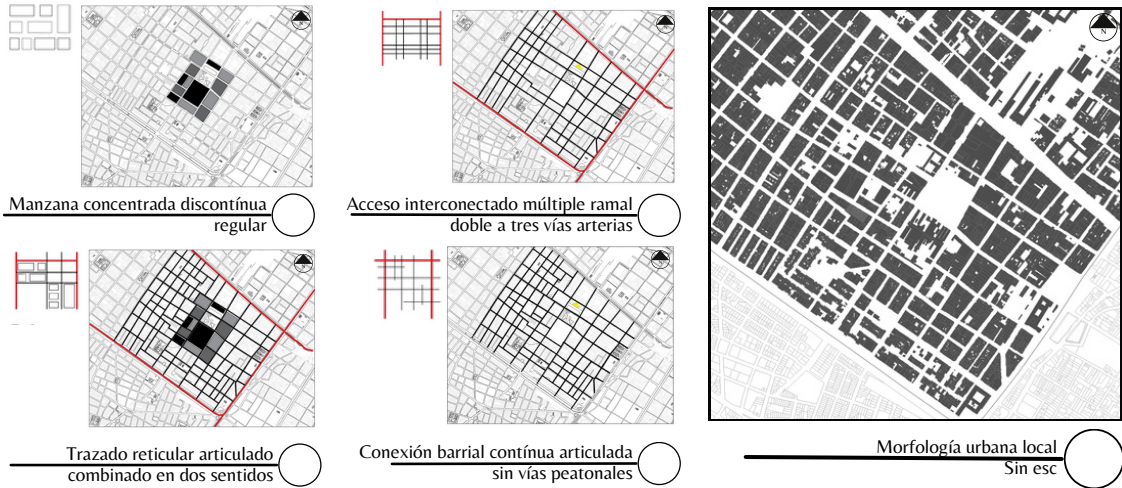 N
N
N
Manzana concentrada discontínua
regular
Acceso interconectado múltiple ramal
doble a tres vías arterias
N
N
Trazado reticular articulado
combinado en dos sentidos
Conexión barrial contínua articulada
sin vías peatonales
Morfología urbana local
Sin esc